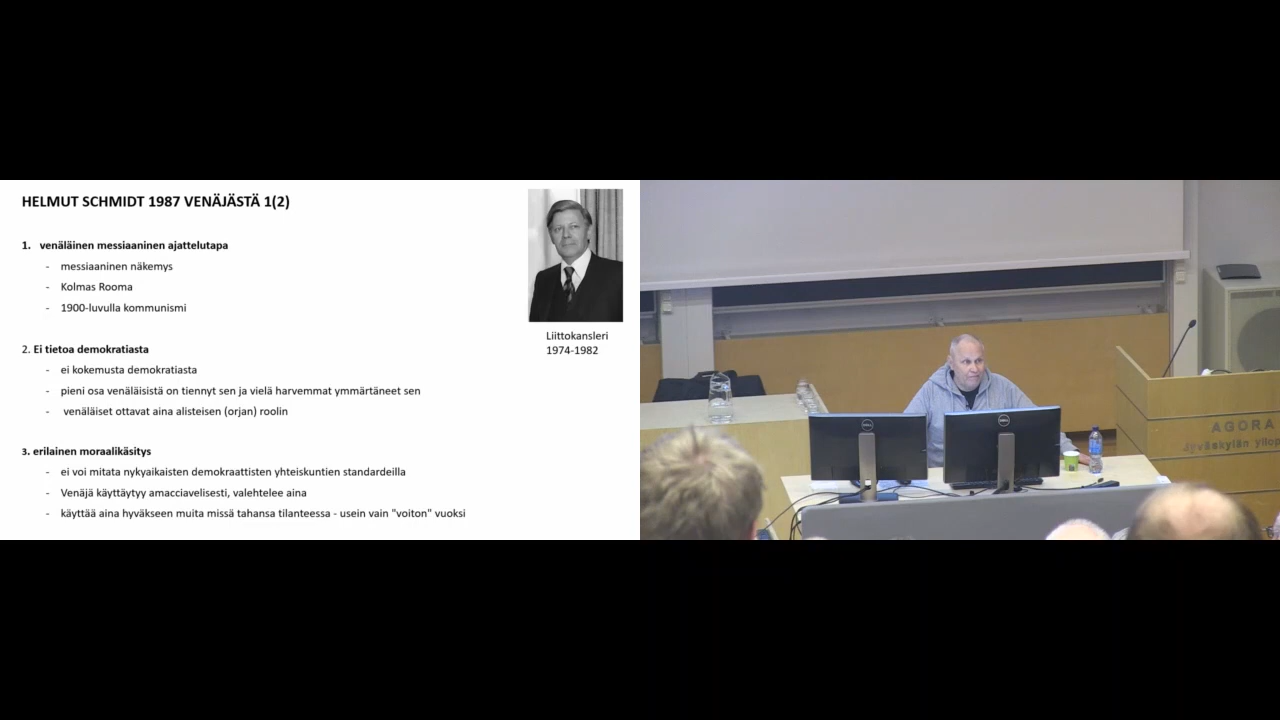 HELMUT SCHMIDT 1987 VENÄJÄSTÄ 1(2)
1. venäläinen messiaaninen ajattelutapa
- messiaaninen näkemys
- Kolmas Rooma
- 1900-luvulla kommunismi
2. Ei tietoa demokratiasta
- ei kokemusta demokratiasta
- pieni osa venäläisistä on tiennyt sen ja vielä harvemmat ymmärtäneet sen
- venäläiset ottavat aina alisteisen (orjan) roolin
3. erilainen moraalikäsitys
- ei voi mitata nykyaikaisten demokraattisten yhteiskuntien standardeilla
- Venäjä käyttäytyy amacciavelisesti, valehtelee aina
- käyttää aina hyväkseen muita missä tahansa tilanteessa - usein vain "voiton" vuoksi
Liittokansleri
1974-1982
DELL
DELL
AGORA
Jyväskylän